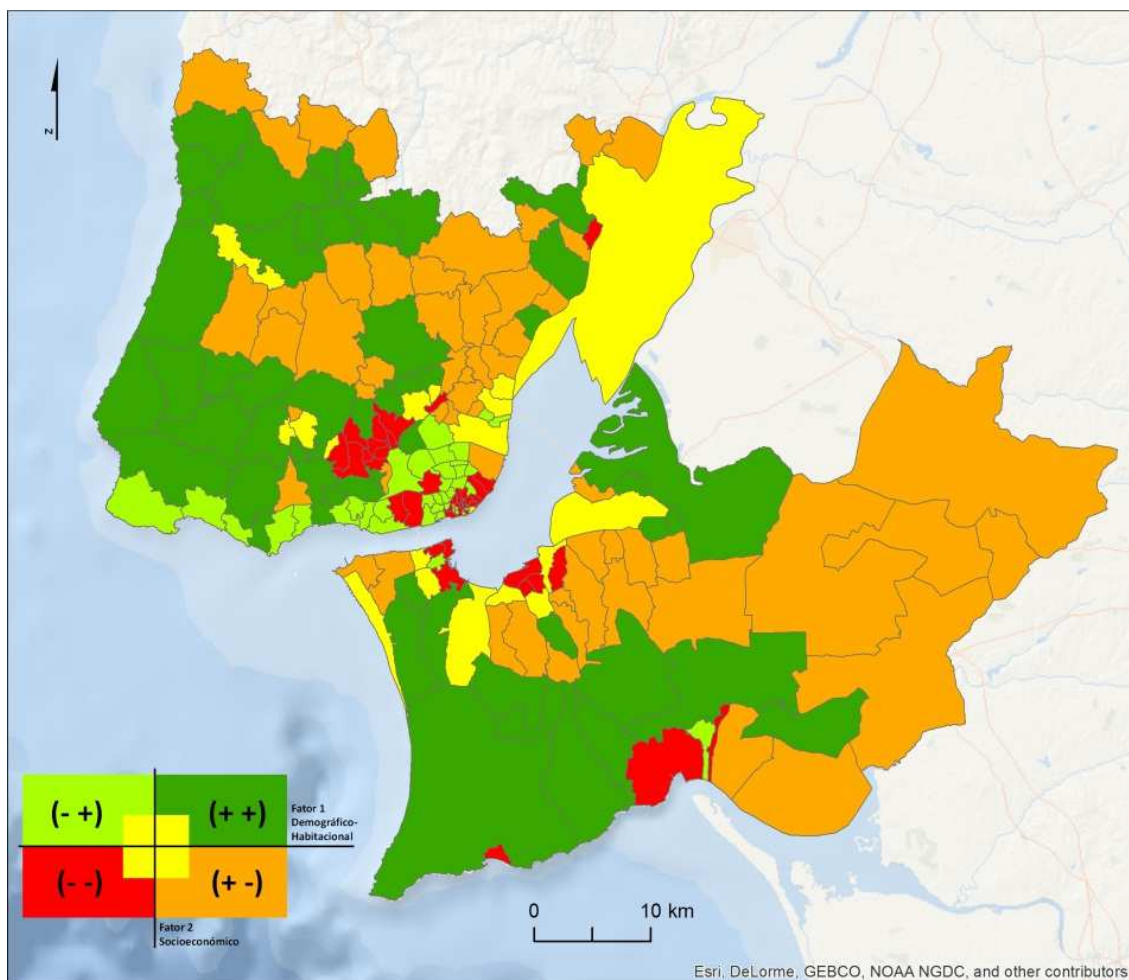 z
(- +)
(+ +)
Fator 1
Demográfico-
Habitacional
(- -)
(+ -)
Fator 2
Socioeconómico
0
10 km
Esri, DeLorme, GEBCO, NOAA NGDC, and other contributors